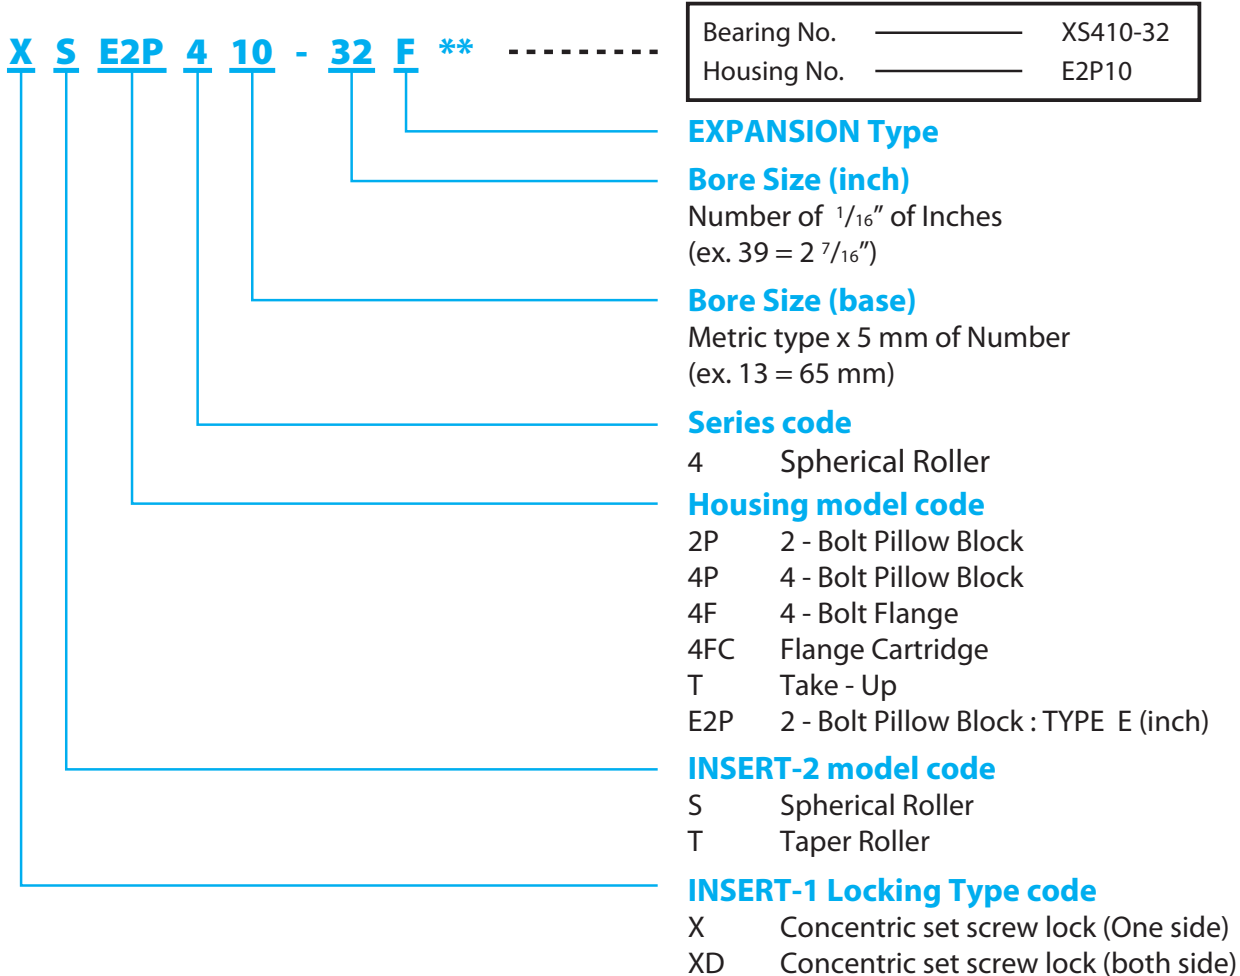 X S E2P 4 10 - 32 F **
Bearing No. XS410-32
Housing No. E2P10
EXPANSION Type
Bore Size (inch)
Number of 1/16″ of Inches
(ex. 39 = 2 7/16″)
Bore Size (base)
Metric type x 5 mm of Number
(ex. 13 = 65 mm)
Series code
4 Spherical Roller
Housing model code
2P 2 - Bolt Pillow Block
4P 4 - Bolt Pillow Block
4F 4 - Bolt Flange
4FC Flange Cartridge
T Take - Up
E2P 2 - Bolt Pillow Block : TYPE E (inch)
INSERT-2 model code
S Spherical Roller
T Taper Roller
INSERT-1 Locking Type code
X Concentric set screw lock (One side)
XD Concentric set screw lock (both side)